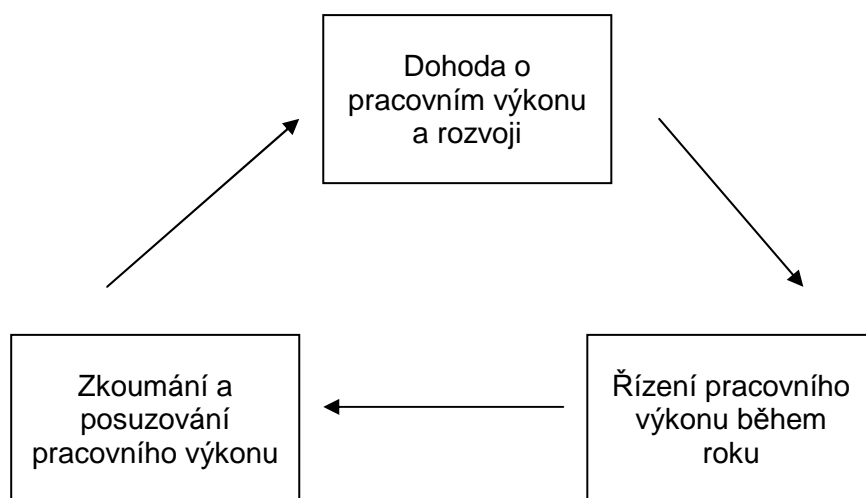 Dohoda o
pracovním výkonu
a rozvoji
Zkoumání a
posuzování
pracovního výkonu
Řízení pracovního
výkonu během
roku